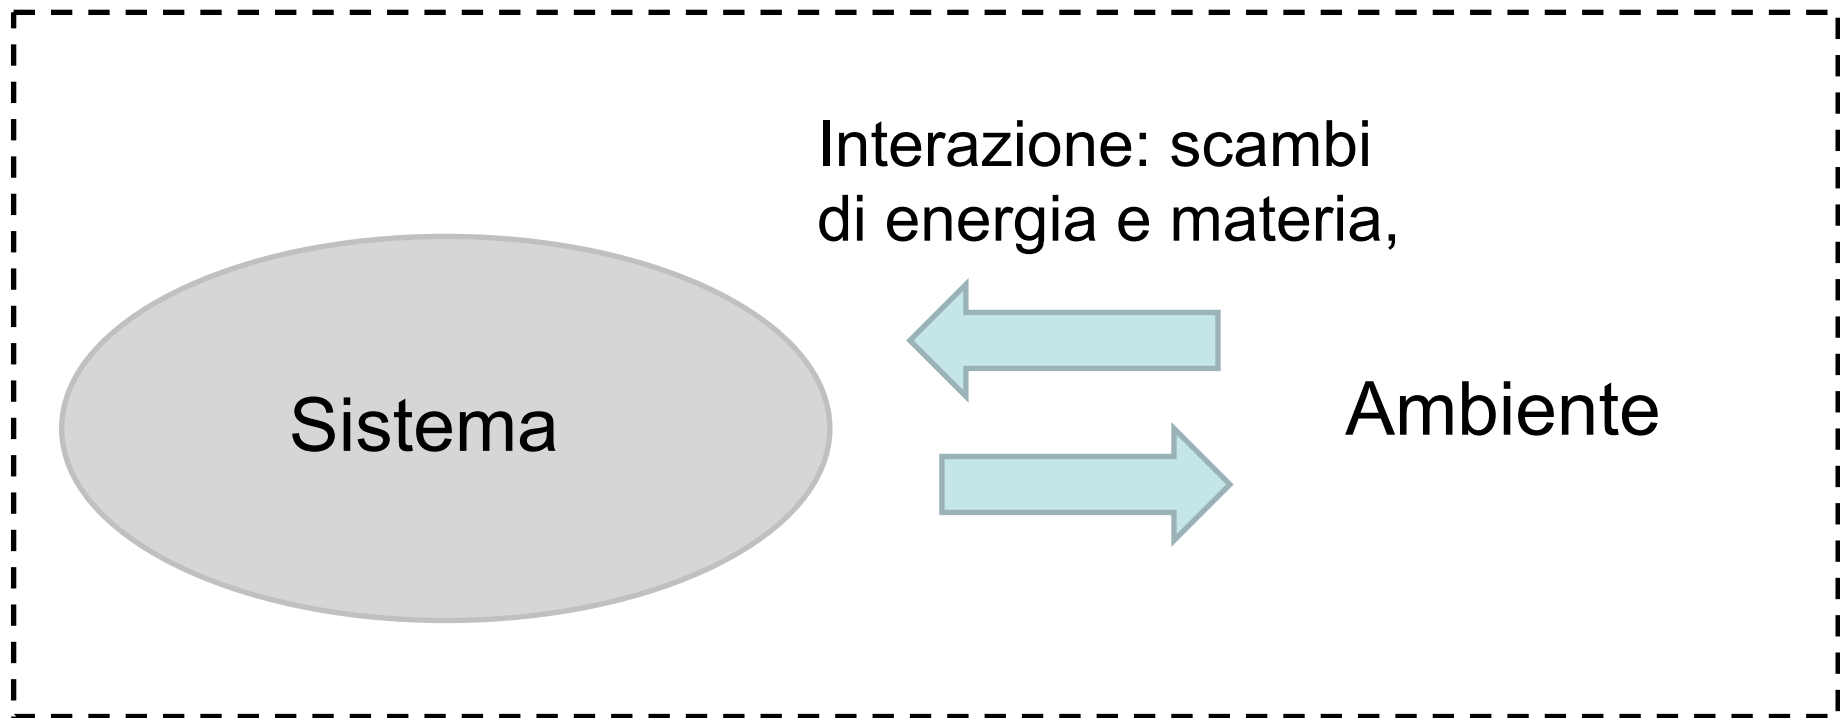 Interazione: scambi
di energia e materia,
Sistema
Ambiente